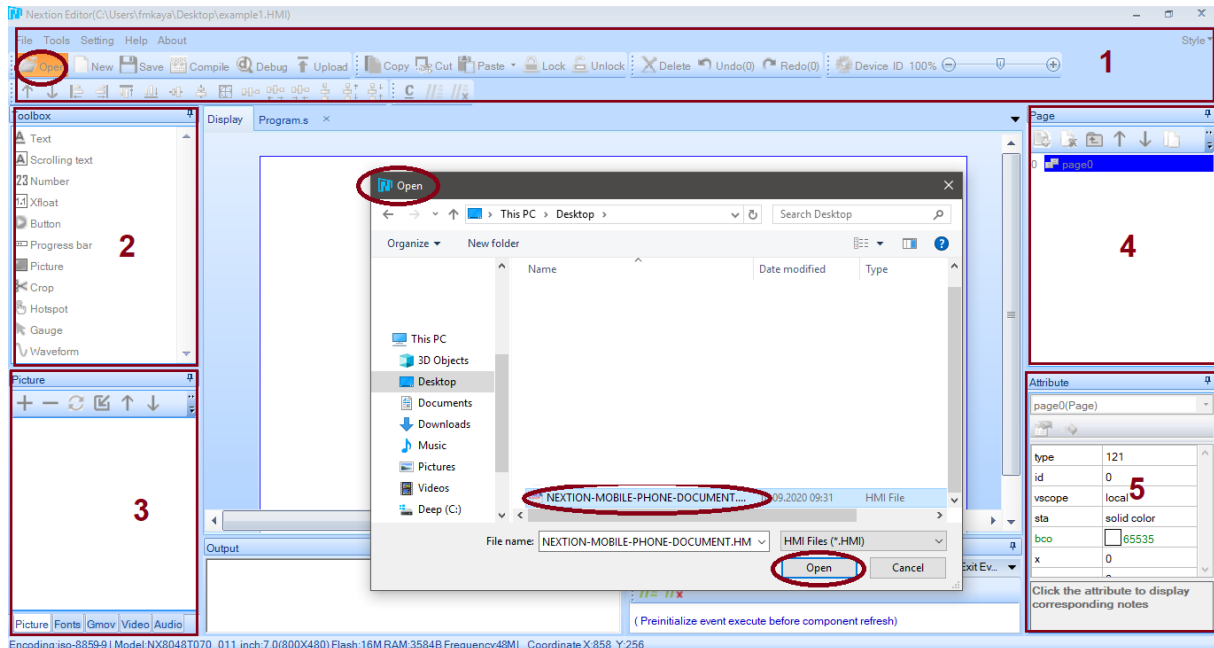 Nextion Editor(C:\Users\fmkaya\Desktop\example1.HMI)
File Tools Setting Help About Style
Open New Save Compile Debug Upload Copy Cut Paste Lock Unlock Delete Undo(0) Redo(0) Device ID 100%
1
Toolbox
Text
Scrolling text
23 Number
1.1 Xfloat
Button
Progress bar
Picture
Crop
Hotspot
Gauge
Waveform
2
Picture
3
Picture Fonts Gmov Video Audio
Display Program.s
Open
This PC > Desktop > Search Desktop
Organize New folder
Name Date modified Type
This PC
3D Objects
Desktop
Documents
Downloads
Music
Pictures
Videos
Deep (C:)
NEXTION-MOBILE-PHONE-DOCUMENT.... 09.2020 09:31 HMI File
File name: NEXTION-MOBILE-PHONE-DOCUMENT.HM HMI Files (*.HMI)
Open Cancel
Output
Exit Ev...
( Preinitialize event execute before component refresh)
Page
0 page0
4
Attribute
page0(Page)
type 121
id 0
vscope local
sta solid color
bco 65535
x 0
5
Click the attribute to display
corresponding notes
Encoding:iso-8859-9 | Model:NX8048T070_011 inch:7.0(800X480) Flash:16M RAM:3584B Frequency48M| Coordinate X:858 Y:256